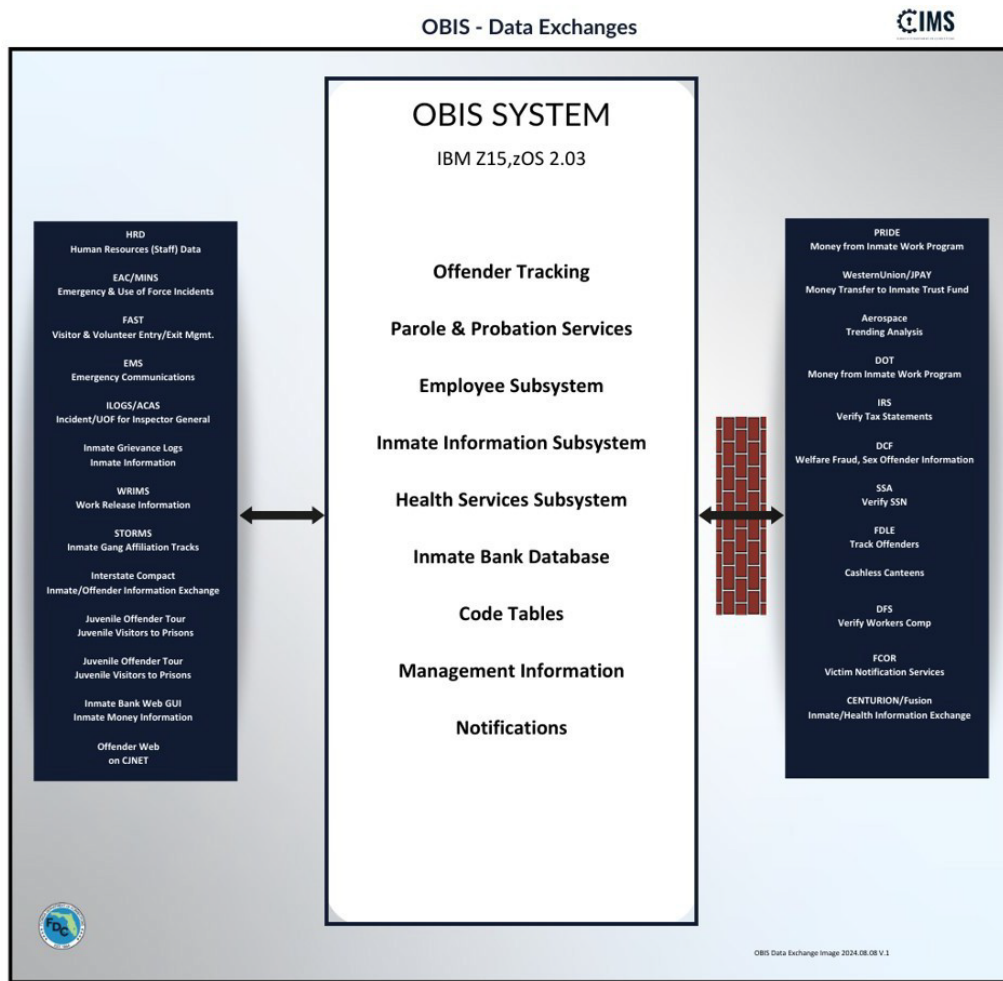 OBIS - Data Exchanges
CIMS
OBIS SYSTEM
IBM Z15,zOS 2.03
Offender Tracking
Parole & Probation Services
Employee Subsystem
Inmate Information Subsystem
Health Services Subsystem
Inmate Bank Database
Code Tables
Management Information
Notifications
HRD
Human Resources (Staff) Data
EAC/MINS
Emergency & Use of Force Incidents
FAST
Visitor & Volunteer Entry/Exit Mgmt.
EMS
Emergency Communications
ILOGS/ACAS
Incident/UOF for Inspector General
Inmate Grievance Logs
Inmate Information
WRIMS
Work Release Information
STORMS
Inmate Gang Affiliation Tracks
Interstate Compact
Inmate/Offender Information Exchange
Juvenile Offender Tour
Juvenile Visitors to Prisons
Juvenile Offender Tour
Juvenile Visitors to Prisons
Inmate Bank Web GUI
Inmate Money Information
Offender Web
on CJNET
PRIDE
Money from Inmate Work Program
WesternUnion/JPAY
Money Transfer to Inmate Trust Fund
Aerospace
Trending Analysis
DOT
Money from Inmate Work Program
IRS
Verify Tax Statements
DCF
Welfare Fraud, Sex Offender Information
SSA
Verify SSN
FDLE
Track Offenders
Cashless Canteens
DFS
Verify Workers Comp
FCOR
Victim Notification Services
CENTURION/Fusion
Inmate/Health Information Exchange
FDC
OBIS Data Exchange Image 2024.08.08 V.1